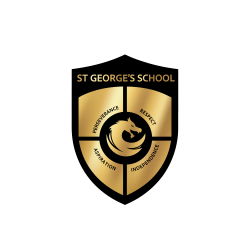 ST GEORGE'S SCHOOL
PERSEVERANCE
RESPECT
ASPIRATION
INDEPENDENCE